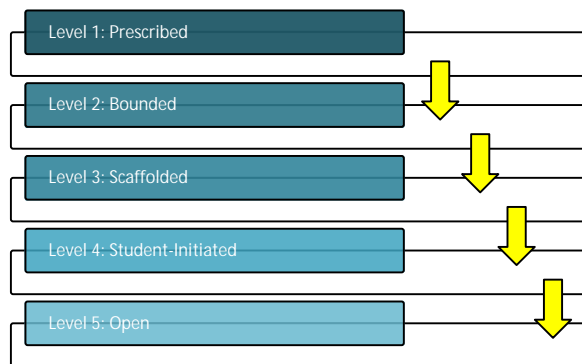 Level 1: Prescribed
Level 2: Bounded
Level 3: Scaffolded
Level 4: Student-Initiated
Level 5: Open